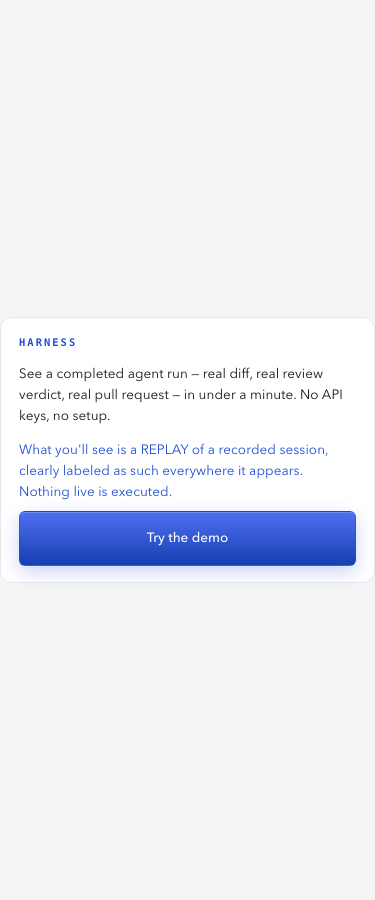 HARNESS
See a completed agent run — real diff, real review
verdict, real pull request — in under a minute. No API
keys, no setup.
What you'll see is a REPLAY of a recorded session,
clearly labeled as such everywhere it appears.
Nothing live is executed.
Try the demo